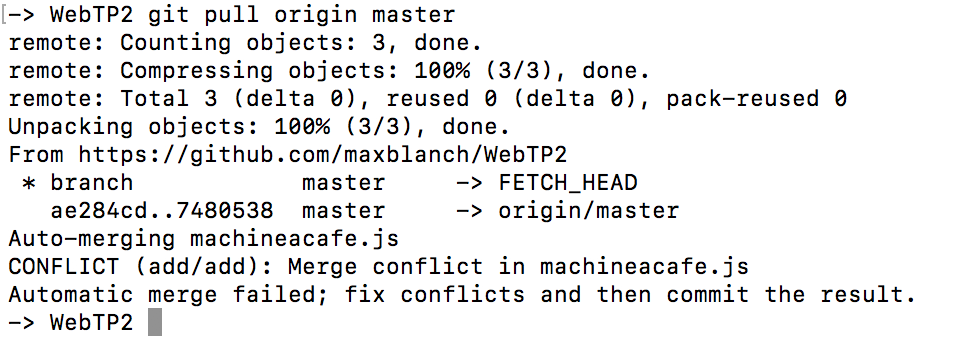 [-> WebTP2 git pull origin master
remote: Counting objects: 3, done.
remote: Compressing objects: 100% (3/3), done.
remote: Total 3 (delta 0), reused 0 (delta 0), pack-reused 0
Unpacking objects: 100% (3/3), done.
From https://github.com/maxblanch/WebTP2
 * branch            master     -> FETCH_HEAD
   ae284cd..7480538  master     -> origin/master
Auto-merging machineacafe.js
CONFLICT (add/add): Merge conflict in machineacafe.js
Automatic merge failed; fix conflicts and then commit the result.
-> WebTP2